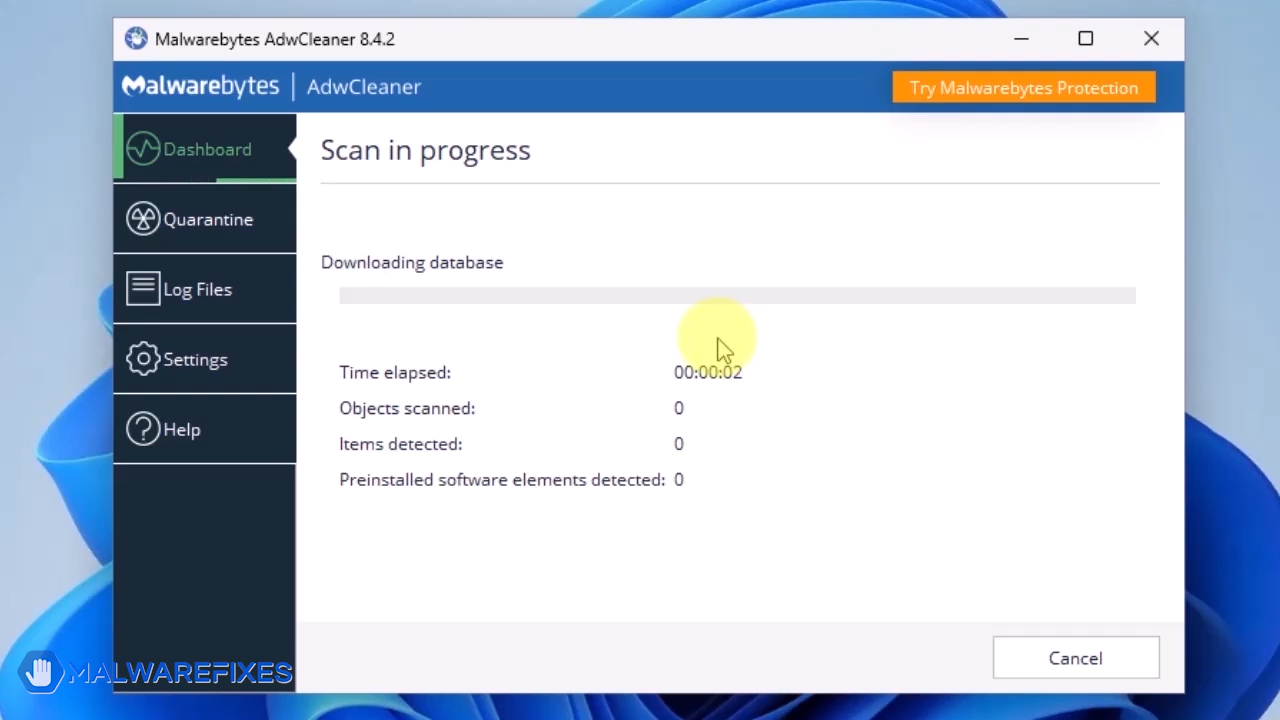 Malwarebytes AdwCleaner 8.4.2
Malwarebytes | AdwCleaner
Try Malwarebytes Protection
Dashboard
Quarantine
Log Files
Settings
Help
Scan in progress
Downloading database
Time elapsed: 00:00:02
Objects scanned: 0
Items detected: 0
Preinstalled software elements detected: 0
Cancel
MALWAREFIXES